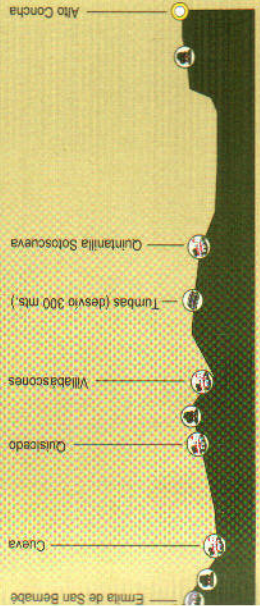 Ermita de San Bernabé
Cueva
Quisicedo
Villabáscones
Tumbas (desvío 300 mts.)
Quintanilla Sotoscueva
Alto Concha